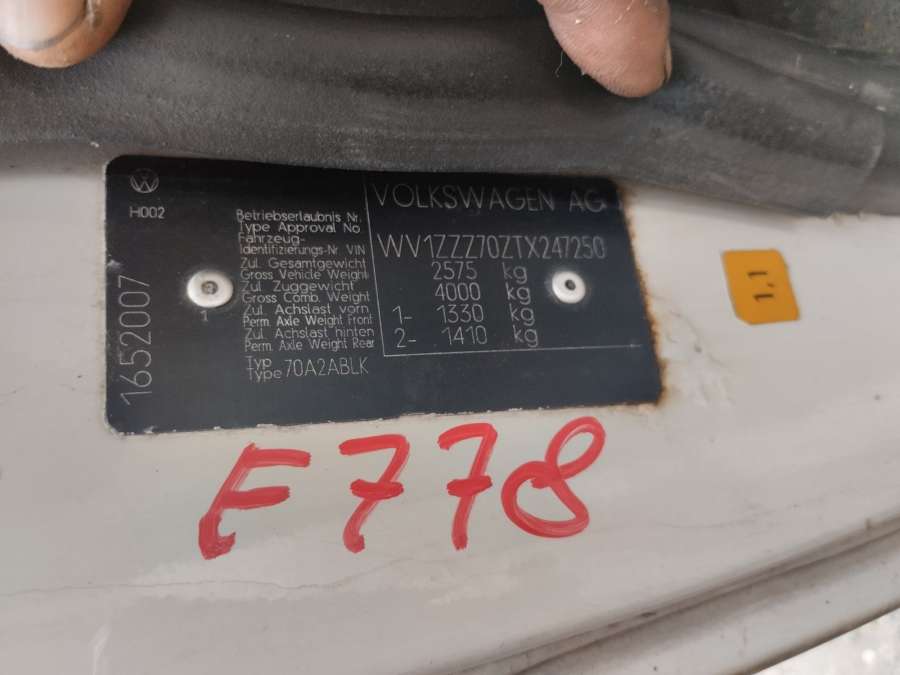 H002
VOLKSWAGEN AG
Betriebserlaubnis Nr.
Type Approval No
Fahrzeug-
Identifizierungs-Nr VIN
WV1ZZZ70ZTX247250
Zul. Gesamtgewicht
Gross Vehicle Weight
2575 kg
Zul Zuggewicht
Gross Comb. Weight
4000 kg
Zul Achslast vorn
Perm. Axle Weight Front
1- 1330 kg
Zul. Achslast hinten
Perm. Axle Weight Rear
2- 1410 kg
Typ
Type 70A2ABLK
1652007
1
1.1
F778